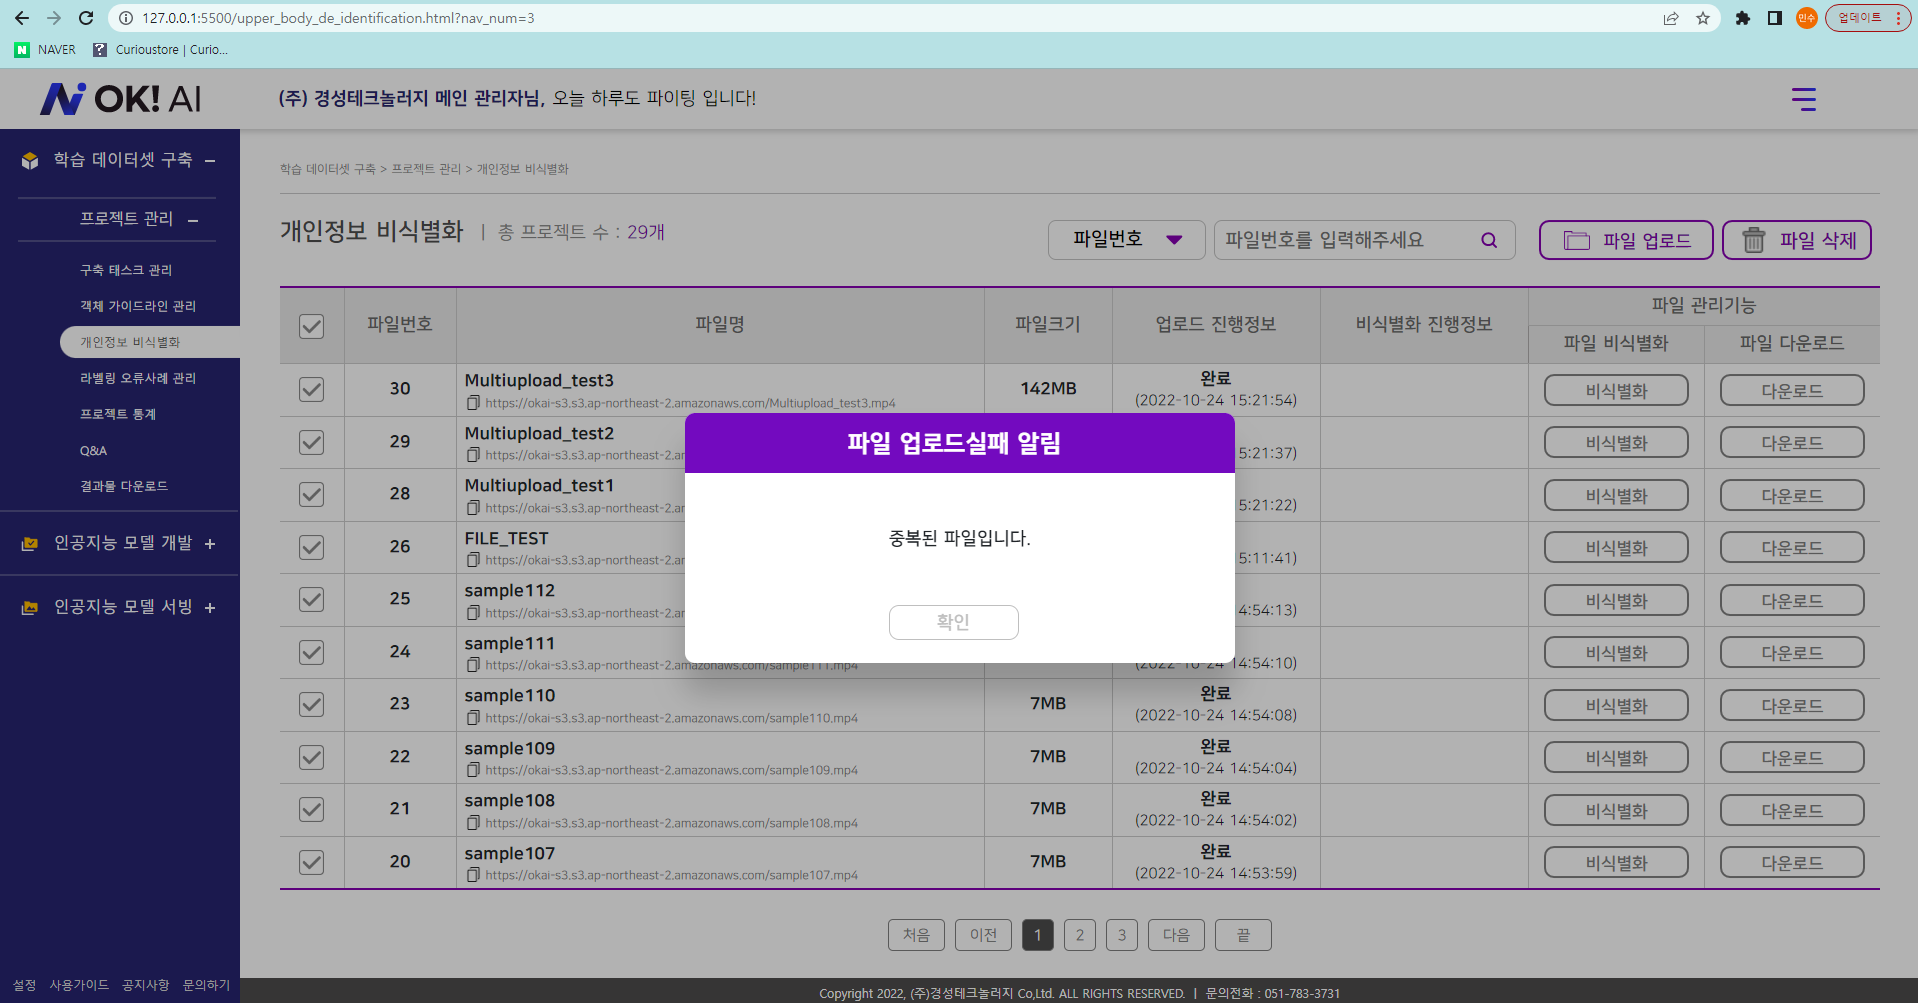 127.0.0.1:5500/upper_body_de_identification.html?nav_num=3
민수
업데이트
NAVER
Curioustore | Curio...
OK! AI
(주) 경성테크놀러지 메인 관리자님, 오늘 하루도 파이팅 입니다!
학습 데이터셋 구축 −
프로젝트 관리 −
구축 태스크 관리
객체 가이드라인 관리
개인정보 비식별화
라벨링 오류사례 관리
프로젝트 통계
Q&A
결과물 다운로드
인공지능 모델 개발 +
인공지능 모델 서빙 +
설정 사용가이드 공지사항 문의하기
학습 데이터셋 구축 > 프로젝트 관리 > 개인정보 비식별화
개인정보 비식별화 | 총 프로젝트 수 : 29개
파일번호
파일번호를 입력해주세요
파일 업로드
파일 삭제
파일번호 파일명 파일크기 업로드 진행정보 비식별화 진행정보 파일 관리기능
파일 비식별화 파일 다운로드
30 Multiupload_test3 142MB 완료 비식별화 다운로드
https://okai-s3.s3.ap-northeast-2.amazonaws.com/Multiupload_test3.mp4 (2022-10-24 15:21:54)
29 Multiupload_test2 비식별화 다운로드
https://okai-s3.s3.ap-northeast-2.ar 5:21:37)
28 Multiupload_test1 비식별화 다운로드
https://okai-s3.s3.ap-northeast-2.ar 5:21:22)
26 FILE_TEST 비식별화 다운로드
https://okai-s3.s3.ap-northeast-2.ar 5:11:41)
25 sample112 비식별화 다운로드
https://okai-s3.s3.ap-northeast-2.ar 4:54:13)
24 sample111 비식별화 다운로드
https://okai-s3.s3.ap-northeast-2.amazonaws.com/sample111.mp4 (2022-10-24 14:54:10)
23 sample110 7MB 완료 비식별화 다운로드
https://okai-s3.s3.ap-northeast-2.amazonaws.com/sample110.mp4 (2022-10-24 14:54:08)
22 sample109 7MB 완료 비식별화 다운로드
https://okai-s3.s3.ap-northeast-2.amazonaws.com/sample109.mp4 (2022-10-24 14:54:04)
21 sample108 7MB 완료 비식별화 다운로드
https://okai-s3.s3.ap-northeast-2.amazonaws.com/sample108.mp4 (2022-10-24 14:54:02)
20 sample107 7MB 완료 비식별화 다운로드
https://okai-s3.s3.ap-northeast-2.amazonaws.com/sample107.mp4 (2022-10-24 14:53:59)
파일 업로드실패 알림
중복된 파일입니다.
확인
처음 이전 1 2 3 다음 끝
Copyright 2022, (주)경성테크놀러지 Co,Ltd. ALL RIGHTS RESERVED. | 문의전화 : 051-783-3731